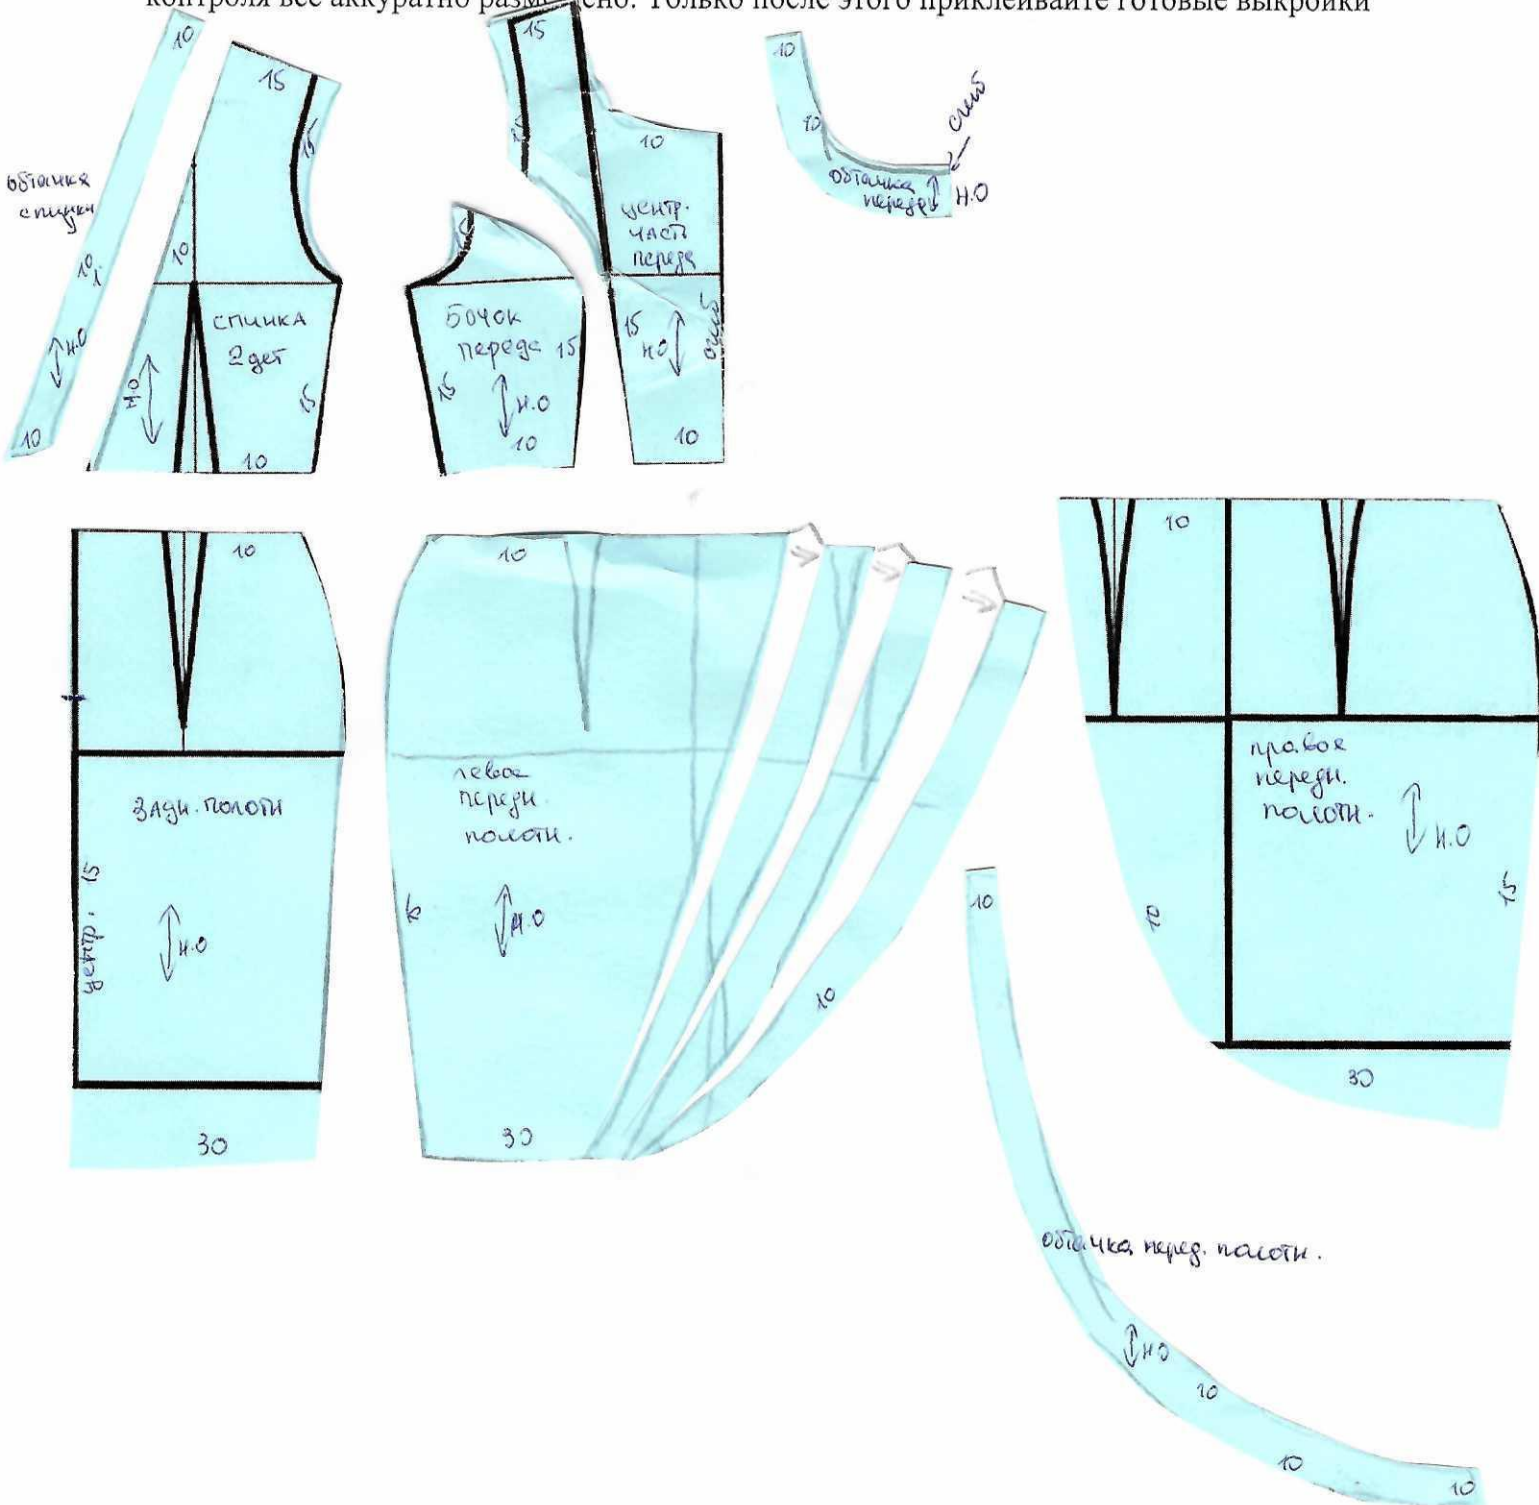 контроля все аккуратно размещено. Только после этого приклеивайте готовые выкройки
10
обтачка
спинки
10
Н.О
10
15
15
10
спинка
2 дет
Н.О
15
10
бочок
переда
15
15
Н.О
10
15
10
центр.
часть
переда
15
Н.О
сгиб
10
10
10
сгиб
обтачка
переда
Н.О
10
задн. полотн
центр. 15
Н.О
30
10
левое
передн.
полотн.
15
Н.О
10
30
10
правое
передн.
полотн.
Н.О
10
15
30
10
обтачка перед. полотн.
Н.О
10
10
10